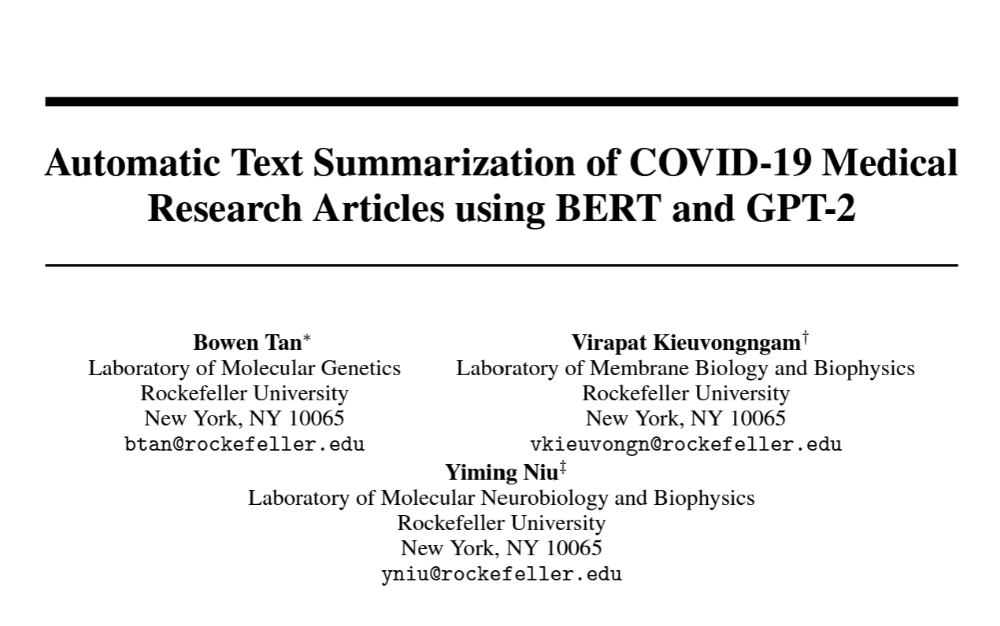 Automatic Text Summarization of COVID-19 Medical
Research Articles using BERT and GPT-2
Bowen Tan*
Laboratory of Molecular Genetics
Rockefeller University
New York, NY 10065
btan@rockefeller.edu
Virapat Kieuvongngam†
Laboratory of Membrane Biology and Biophysics
Rockefeller University
New York, NY 10065
vkieuvongn@rockefeller.edu
Yiming Niu‡
Laboratory of Molecular Neurobiology and Biophysics
Rockefeller University
New York, NY 10065
yniu@rockefeller.edu